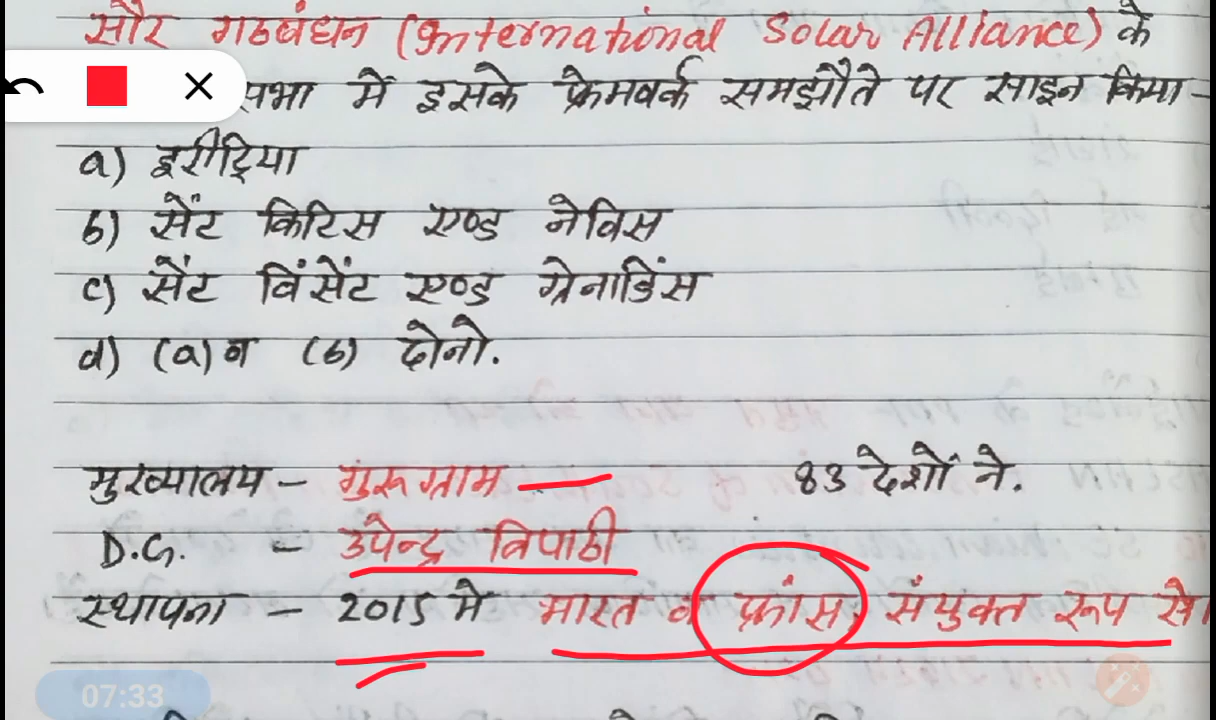 सौर गठबंधन (International Solar Alliance) के
सभा में इसके फ्रेमवर्क समझौते पर साइन किया -
a) इरीट्रिया
b) सेंट किटिस एण्ड नेविस
c) सेंट विंसेंट एण्ड ग्रेनाडिंस
d) (a) व (b) दोनो.
मुख्यालय - गुरूग्राम — 83 देशों ने.
D.G. - उपेन्द्र त्रिपाठी
स्थापना - 2015 मे भारत व फ्रांस संयुक्त रूप से।
07:33